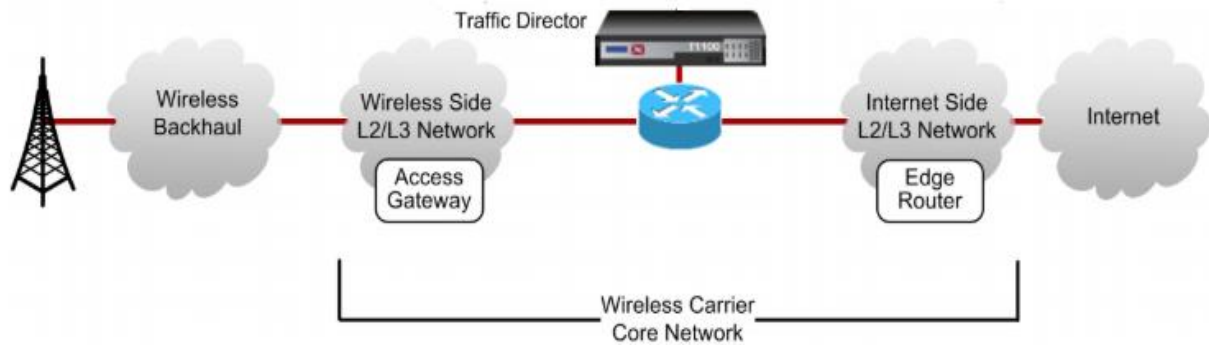 Traffic Director
T1100
Wireless
Backhaul
Wireless Side
L2/L3 Network
Access
Gateway
Internet Side
L2/L3 Network
Edge
Router
Internet
Wireless Carrier
Core Network